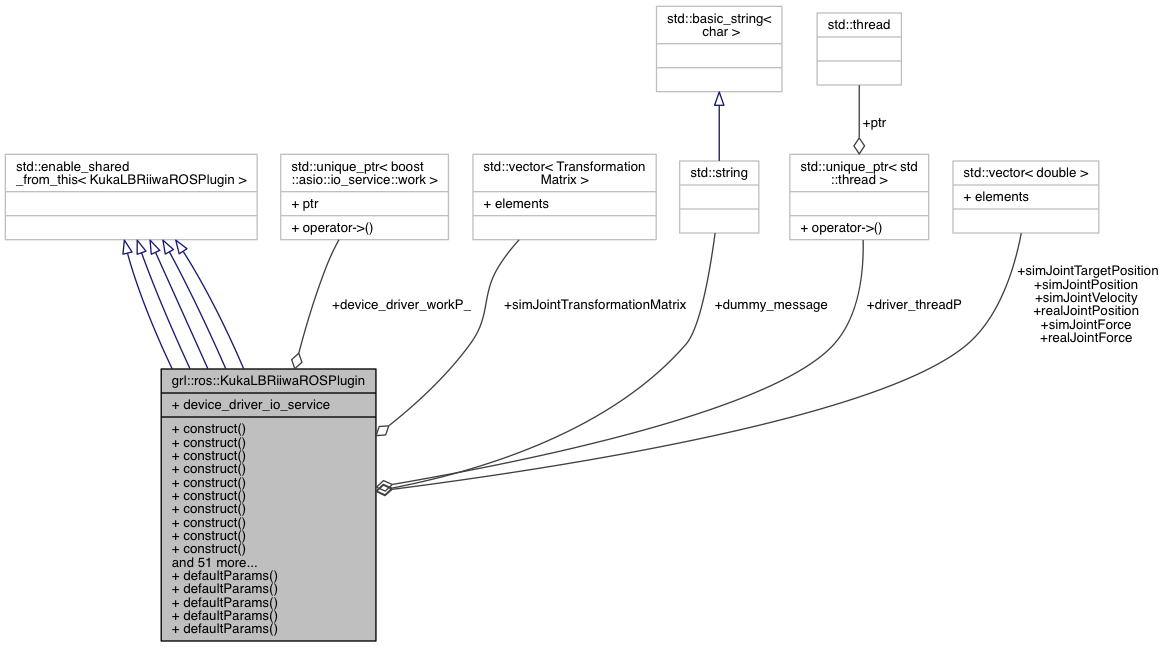 std::basic_string<
char >
std::thread
+ptr
std::enable_shared
_from_this< KukaLBRiiwaROSPlugin >
std::unique_ptr< boost
::asio::io_service::work >
+ ptr
+ operator->()
std::vector< Transformation
Matrix >
+ elements
std::string
std::unique_ptr< std
::thread >
+ operator->()
std::vector< double >
+ elements
+device_driver_workP_
+simJointTransformationMatrix
+dummy_message
+driver_threadP
+simJointTargetPosition
+simJointPosition
+simJointVelocity
+realJointPosition
+simJointForce
+realJointForce
grl::ros::KukaLBRiiwaROSPlugin
+ device_driver_io_service
+ construct()
+ construct()
+ construct()
+ construct()
+ construct()
+ construct()
+ construct()
+ construct()
+ construct()
+ construct()
and 51 more...
+ defaultParams()
+ defaultParams()
+ defaultParams()
+ defaultParams()
+ defaultParams()